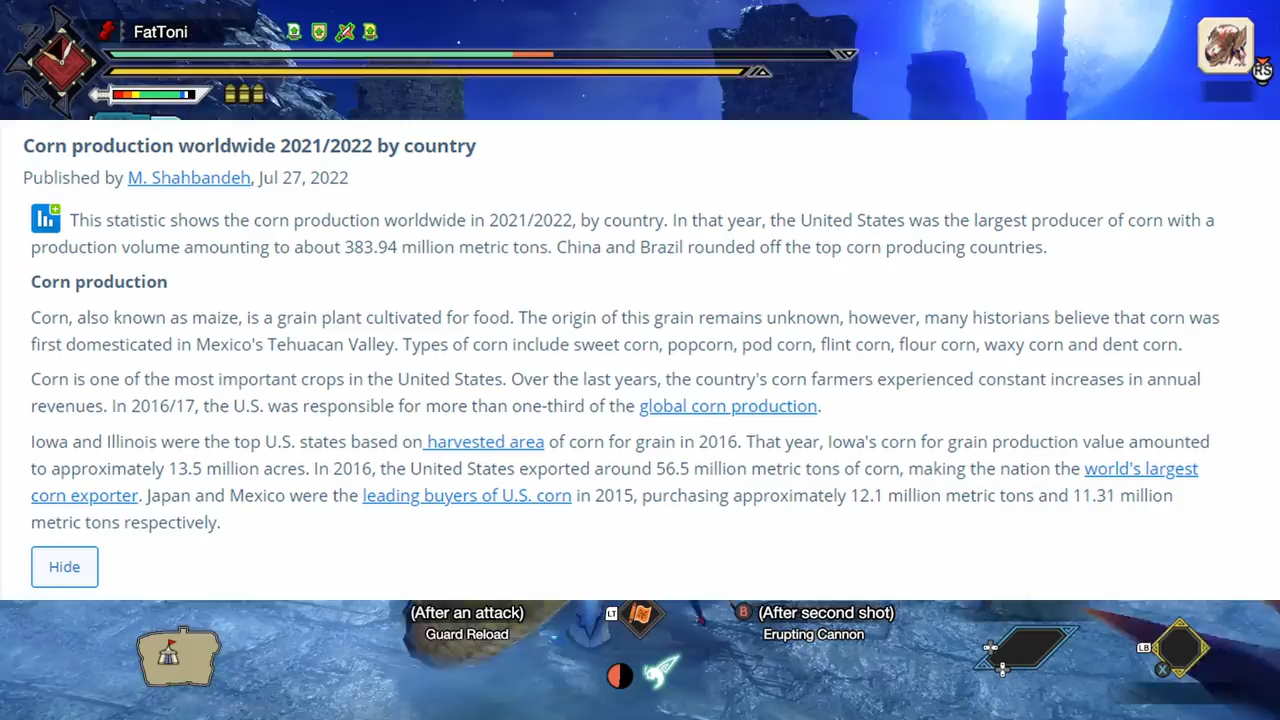 FatToni
RS
Corn production worldwide 2021/2022 by country
Published by M. Shahbandeh, Jul 27, 2022
This statistic shows the corn production worldwide in 2021/2022, by country. In that year, the United States was the largest producer of corn with a
production volume amounting to about 383.94 million metric tons. China and Brazil rounded off the top corn producing countries.
Corn production
Corn, also known as maize, is a grain plant cultivated for food. The origin of this grain remains unknown, however, many historians believe that corn was
first domesticated in Mexico's Tehuacan Valley. Types of corn include sweet corn, popcorn, pod corn, flint corn, flour corn, waxy corn and dent corn.
Corn is one of the most important crops in the United States. Over the last years, the country's corn farmers experienced constant increases in annual
revenues. In 2016/17, the U.S. was responsible for more than one-third of the global corn production.
Iowa and Illinois were the top U.S. states based on harvested area of corn for grain in 2016. That year, Iowa's corn for grain production value amounted
to approximately 13.5 million acres. In 2016, the United States exported around 56.5 million metric tons of corn, making the nation the world's largest
corn exporter. Japan and Mexico were the leading buyers of U.S. corn in 2015, purchasing approximately 12.1 million metric tons and 11.31 million
metric tons respectively.
Hide
(After an attack) LT B (After second shot)
Guard Reload Erupting Cannon
LB
X